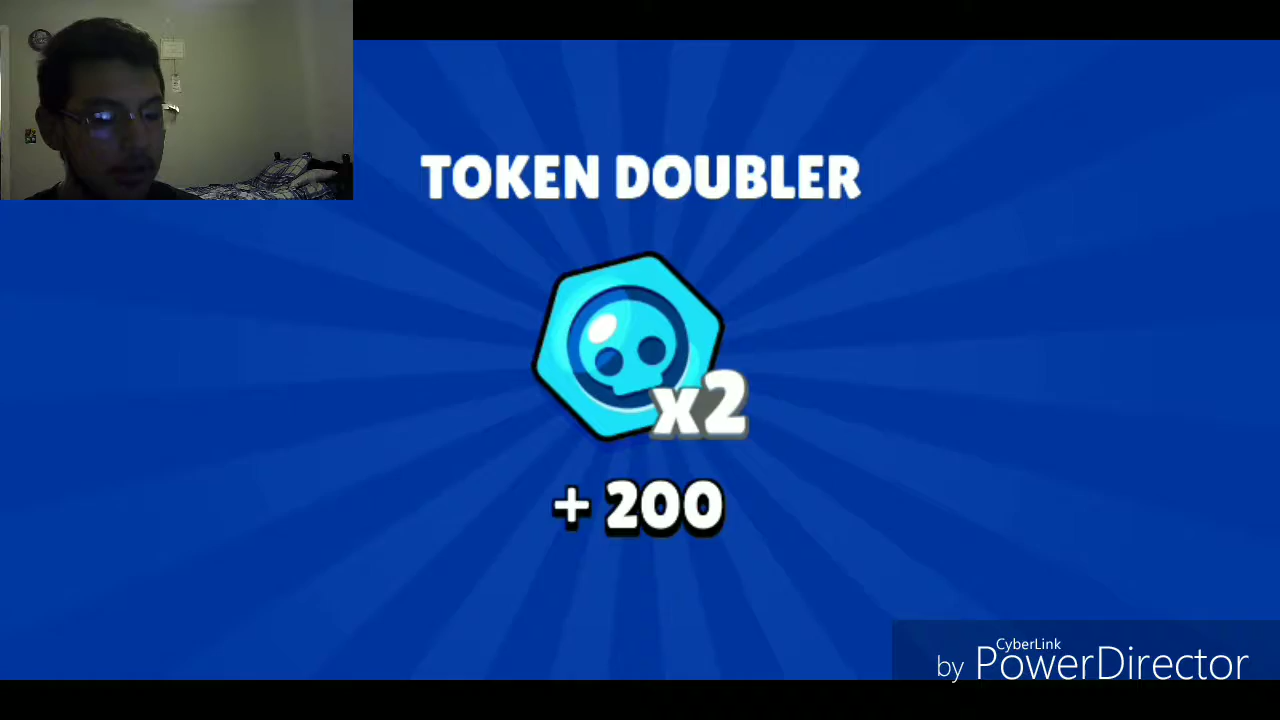 TOKEN DOUBLER
x2
+ 200
CyberLink
by PowerDirector